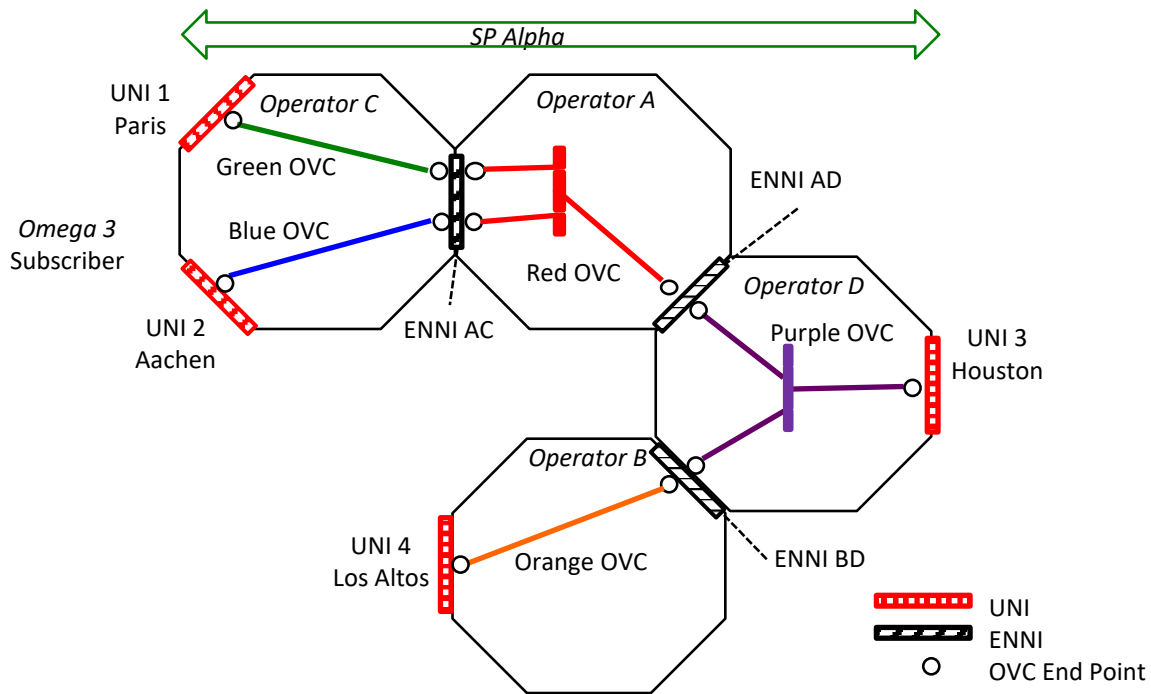 SP Alpha
UNI 1
Paris
Operator C
Operator A
Green OVC
ENNI AD
Omega 3
Subscriber
Blue OVC
Red OVC
Operator D
UNI 2
Aachen
ENNI AC
Purple OVC
UNI 3
Houston
Operator B
UNI 4
Los Altos
Orange OVC
ENNI BD
UNI
ENNI
OVC End Point